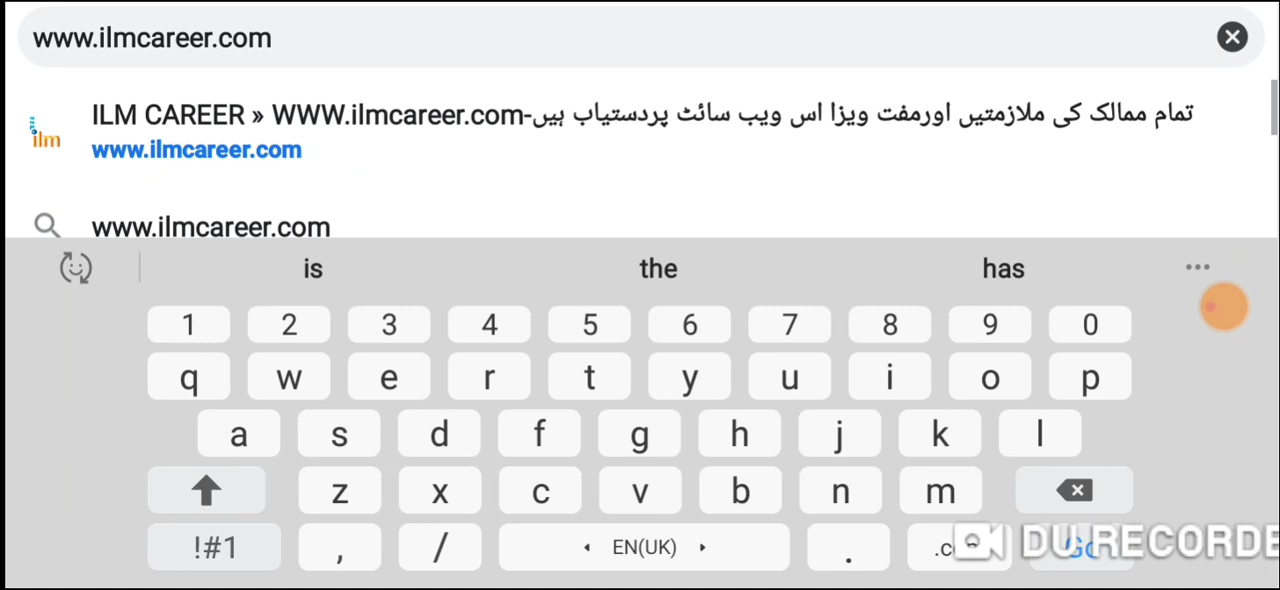 www.ilmcareer.com
ILM CAREER » WWW.ilmcareer.com-تمام ممالک کی ملازمتیں اورمفت ویزا اس ویب سائٹ پردستیاب ہیں
ilm
www.ilmcareer.com
www.ilmcareer.com
is the has
1 2 3 4 5 6 7 8 9 0
q w e r t y u i o p
a s d f g h j k l
z x c v b n m
!#1 , / EN(UK) . Go
DU RECORDE